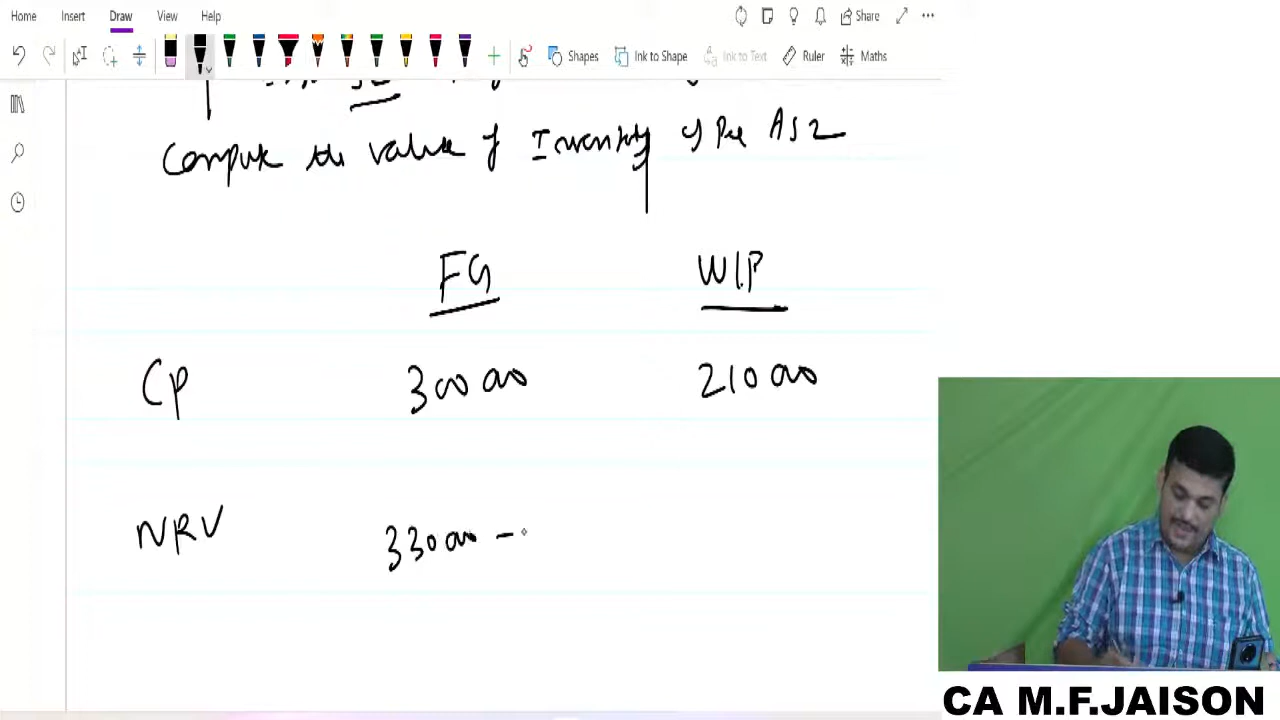 Home Insert Draw View Help Share
Shapes Ink to Shape Ink to Text Ruler Maths
Compute the value of Inventory as per AS 2
FG WIP
CP 30000 21000
NRV 33000 -
CA M.F.JAISON